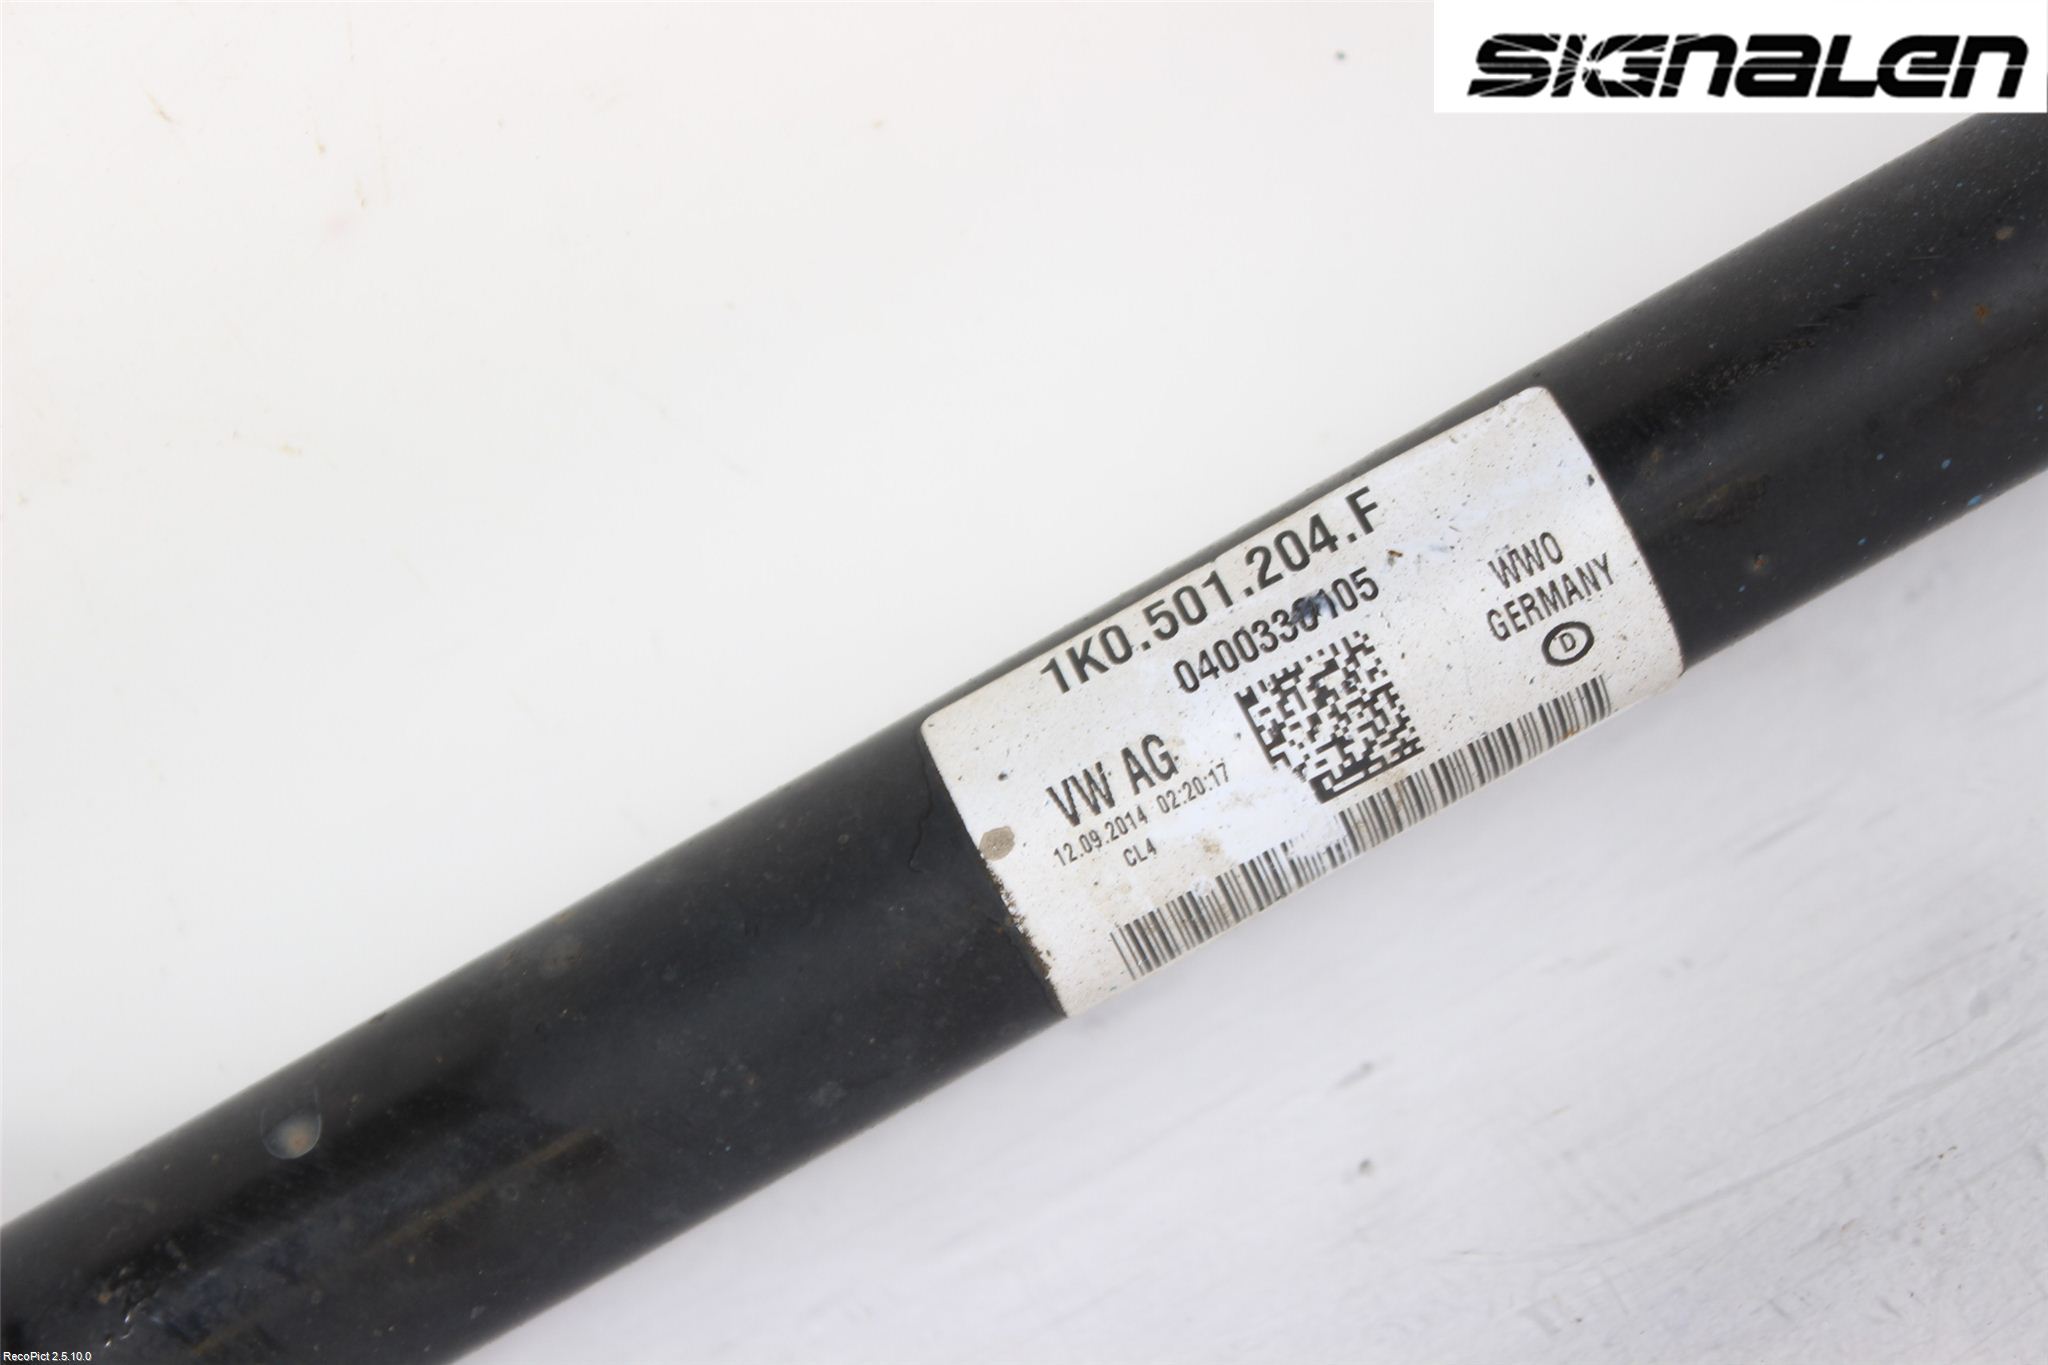 SIGNALEN
1K0.501.204.F
0400330105
WWO
GERMANY
D
VW AG
12.09.2014 02:20:17
CL4
RecoPict 2.5.10.0